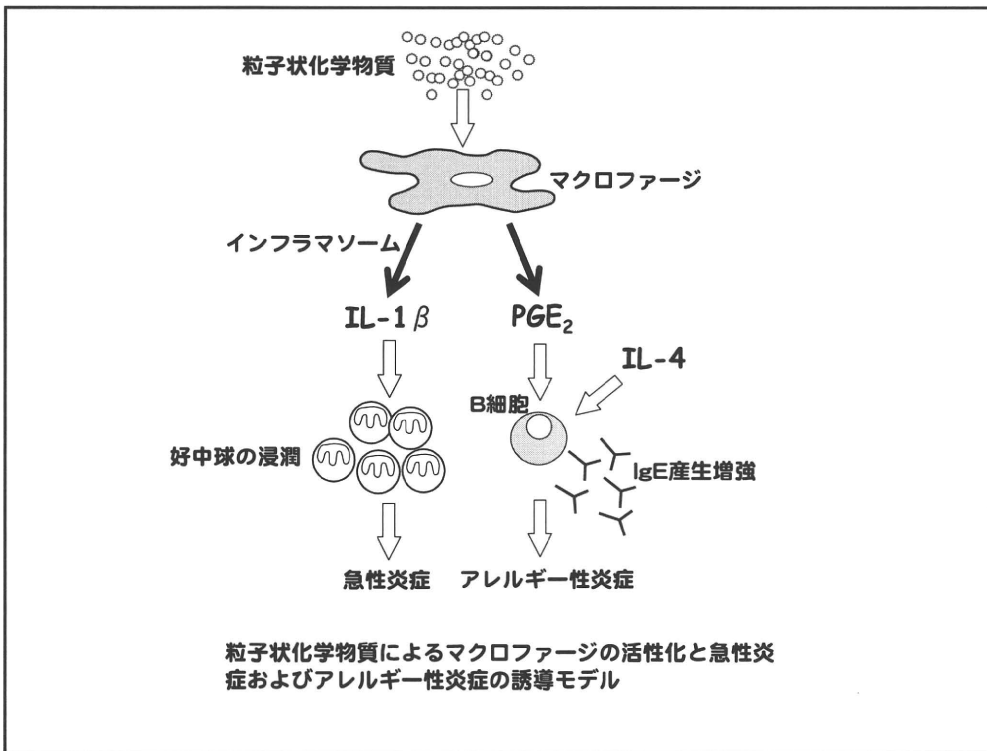 粒子状化学物質
マクロファージ
インフラマソーム
IL-1β
PGE₂
IL-4
B細胞
好中球の浸潤
IgE産生増強
急性炎症
アレルギー性炎症
粒子状化学物質によるマクロファージの活性化と急性炎
症およびアレルギー性炎症の誘導モデル